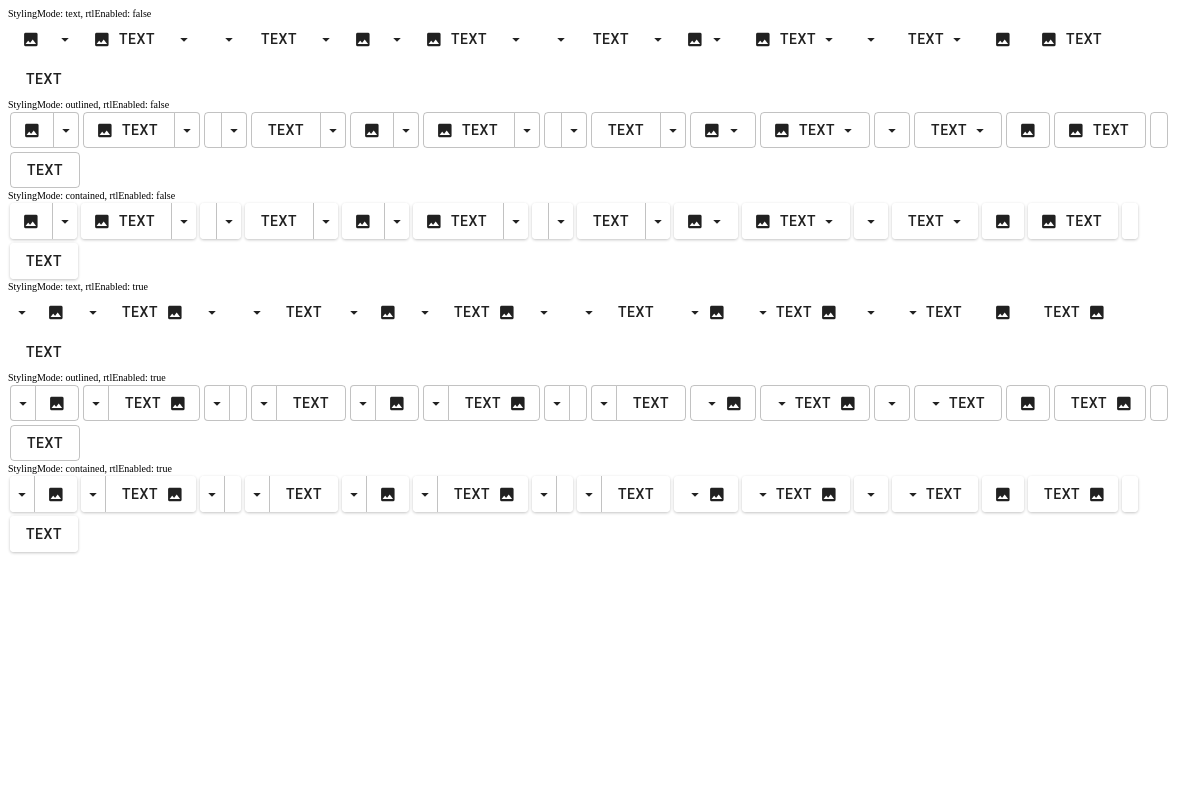 StylingMode: text, rtlEnabled: false
TEXT TEXT TEXT TEXT TEXT TEXT TEXT
TEXT
StylingMode: outlined, rtlEnabled: false
TEXT TEXT TEXT TEXT TEXT TEXT TEXT
TEXT
StylingMode: contained, rtlEnabled: false
TEXT TEXT TEXT TEXT TEXT TEXT TEXT
TEXT
StylingMode: text, rtlEnabled: true
TEXT TEXT TEXT TEXT TEXT TEXT TEXT
TEXT
StylingMode: outlined, rtlEnabled: true
TEXT TEXT TEXT TEXT TEXT TEXT TEXT
TEXT
StylingMode: contained, rtlEnabled: true
TEXT TEXT TEXT TEXT TEXT TEXT TEXT
TEXT